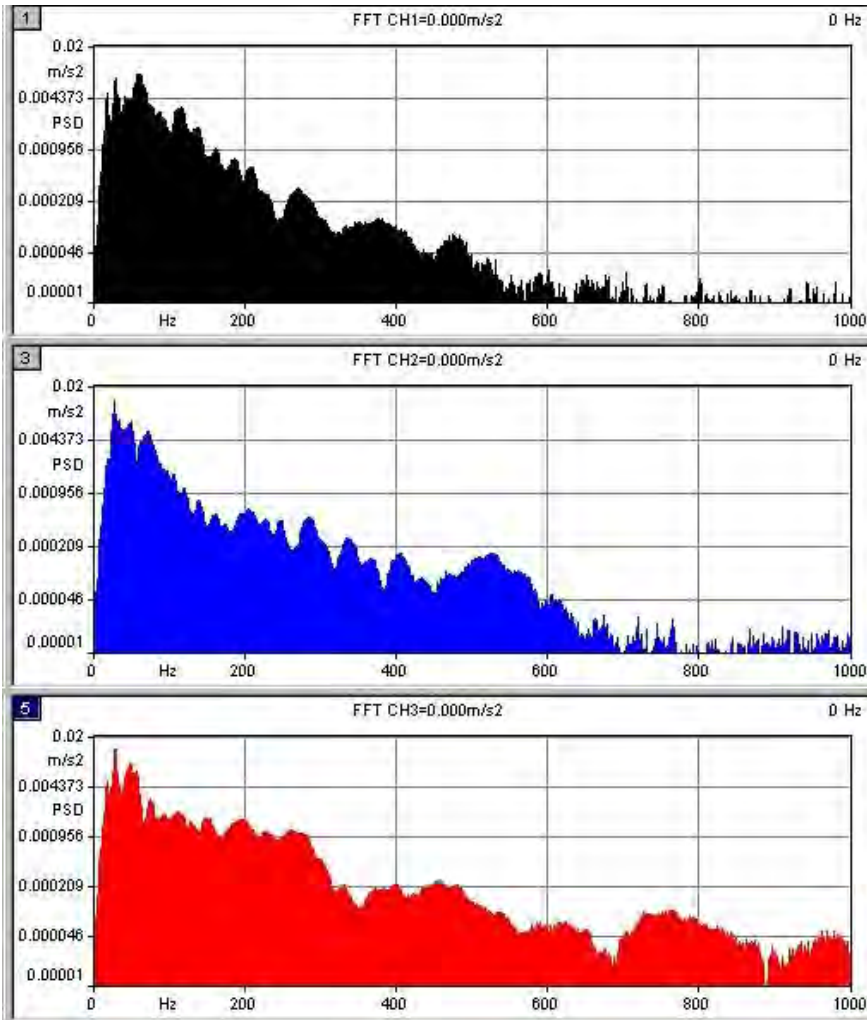 1 FFT CH1=0.000m/s2 0 Hz
0.02
m/s2
0.004373
PSD
0.000956
0.000209
0.000046
0.00001
0 Hz 200 400 600 800 1000
3 FFT CH2=0.000m/s2 0 Hz
0.02
m/s2
0.004373
PSD
0.000956
0.000209
0.000046
0.00001
0 Hz 200 400 600 800 1000
5 FFT CH3=0.000m/s2 0 Hz
0.02
m/s2
0.004373
PSD
0.000956
0.000209
0.000046
0.00001
0 Hz 200 400 600 800 1000